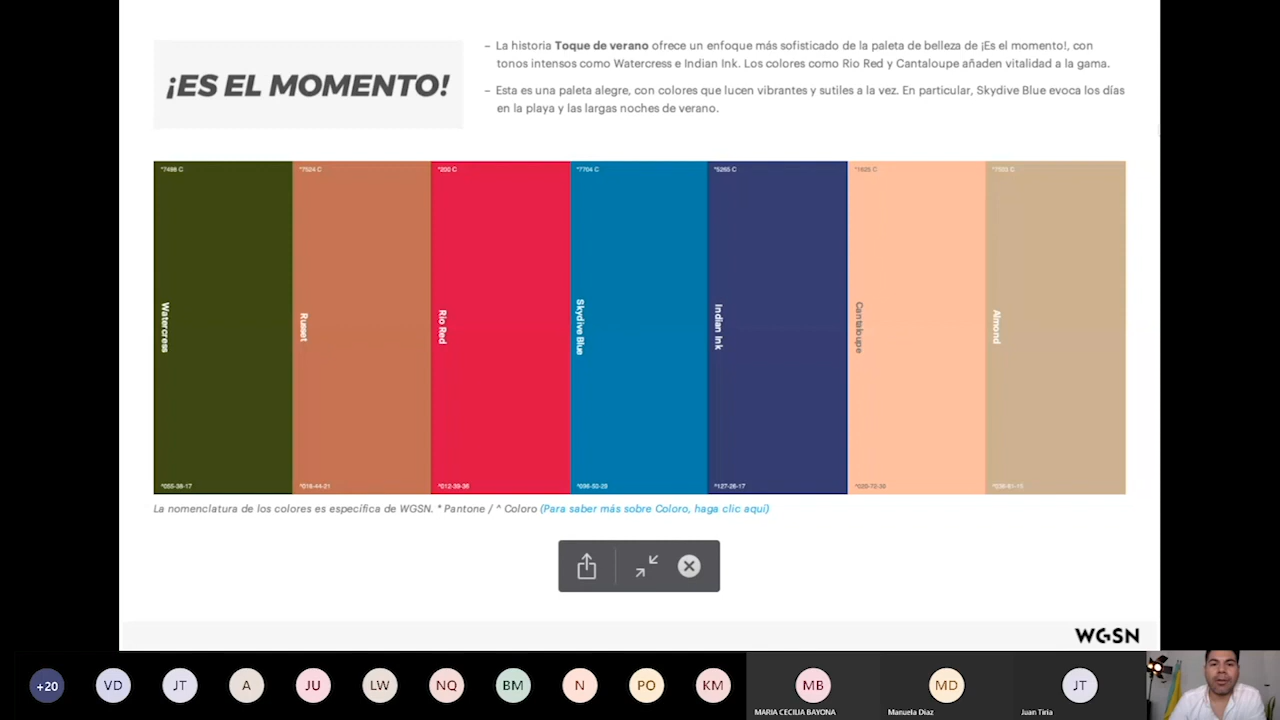 ¡ES EL MOMENTO!
– La historia Toque de verano ofrece un enfoque más sofisticado de la paleta de belleza de ¡Es el momento!, con
tonos intensos como Watercress e Indian Ink. Los colores como Rio Red y Cantaloupe añaden vitalidad a la gama.
– Esta es una paleta alegre, con colores que lucen vibrantes y sutiles a la vez. En particular, Skydive Blue evoca los días
en la playa y las largas noches de verano.
*7524 C
*200 C
*7704 C
*5265 C
Watercress
Russet
Rio Red
Skydive Blue
Indian Ink
Cantaloupe
Almond
La nomenclatura de los colores es específica de WGSN. * Pantone / ^ Coloro (Para saber más sobre Coloro, haga clic aquí)
WGSN
+20
VD
JT
A
JU
LW
NQ
BM
N
PO
KM
MB
MARIA CECILIA BAYONA
MD
Manuela Diaz
JT
Juan Tiria